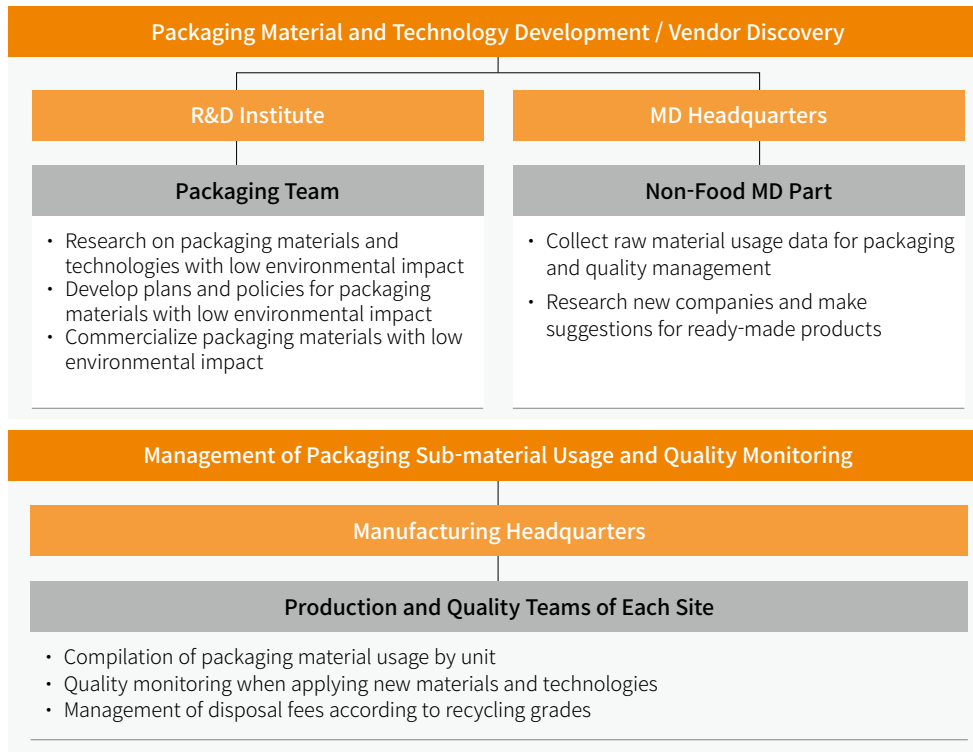 Packaging Material and Technology Development / Vendor Discovery
R&D Institute
Packaging Team
• Research on packaging materials and
technologies with low environmental impact
• Develop plans and policies for packaging
materials with low environmental impact
• Commercialize packaging materials with low
environmental impact
MD Headquarters
Non-Food MD Part
• Collect raw material usage data for packaging
and quality management
• Research new companies and make
suggestions for ready-made products
Management of Packaging Sub-material Usage and Quality Monitoring
Manufacturing Headquarters
Production and Quality Teams of Each Site
• Compilation of packaging material usage by unit
• Quality monitoring when applying new materials and technologies
• Management of disposal fees according to recycling grades